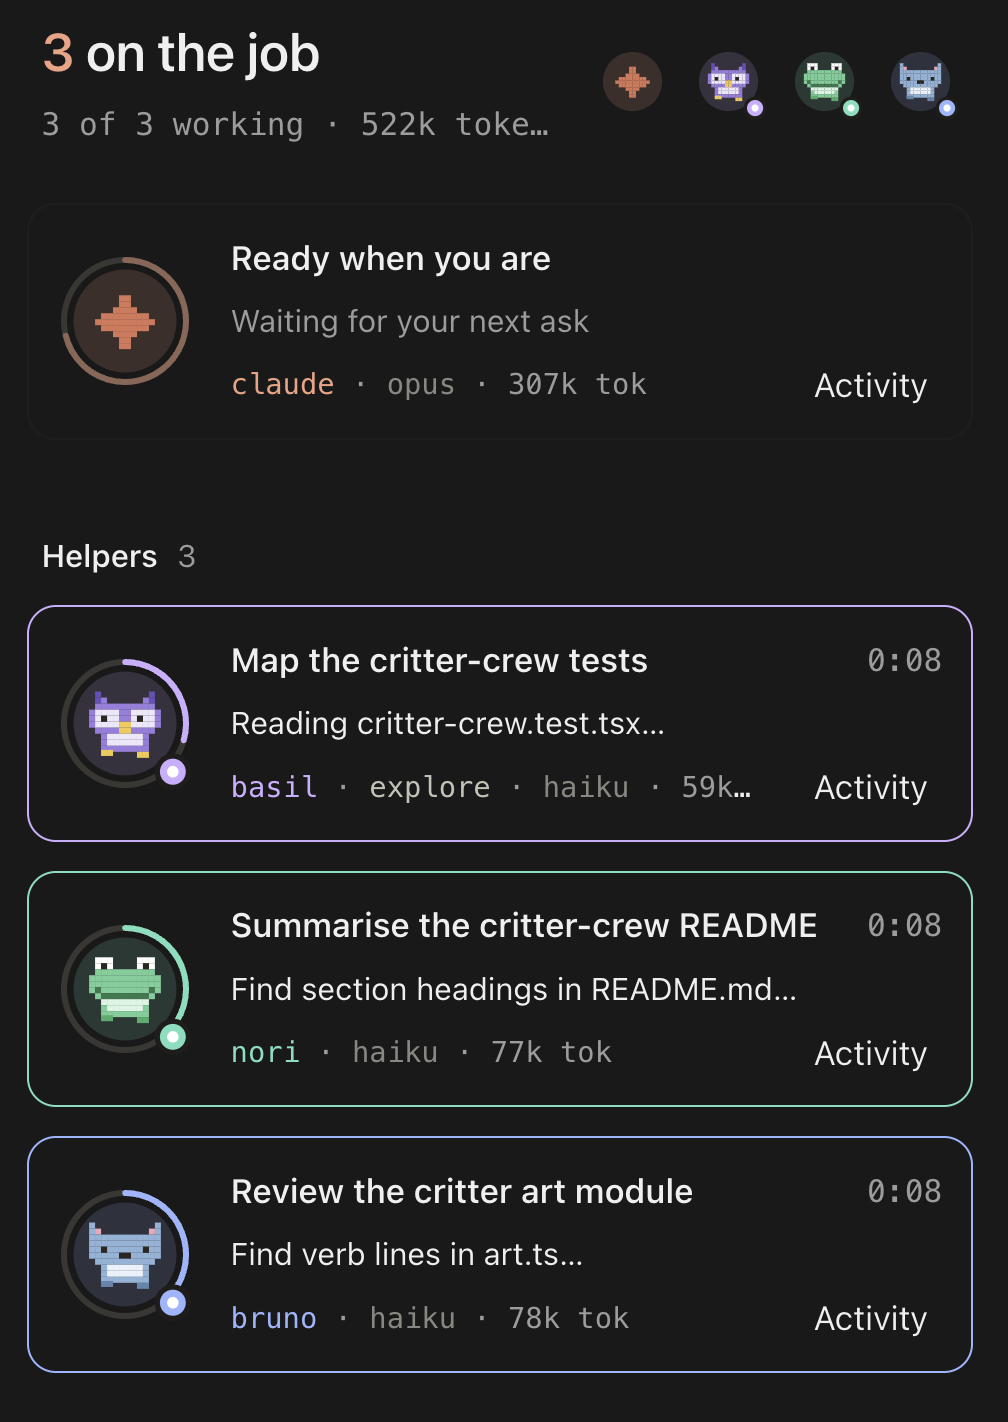 3 on the job
3 of 3 working · 522k toke…
Ready when you are
Waiting for your next ask
claude · opus · 307k tok
Activity
Helpers 3
Map the critter-crew tests
0:08
Reading critter-crew.test.tsx…
basil · explore · haiku · 59k…
Activity
Summarise the critter-crew README
0:08
Find section headings in README.md…
nori · haiku · 77k tok
Activity
Review the critter art module
0:08
Find verb lines in art.ts…
bruno · haiku · 78k tok
Activity